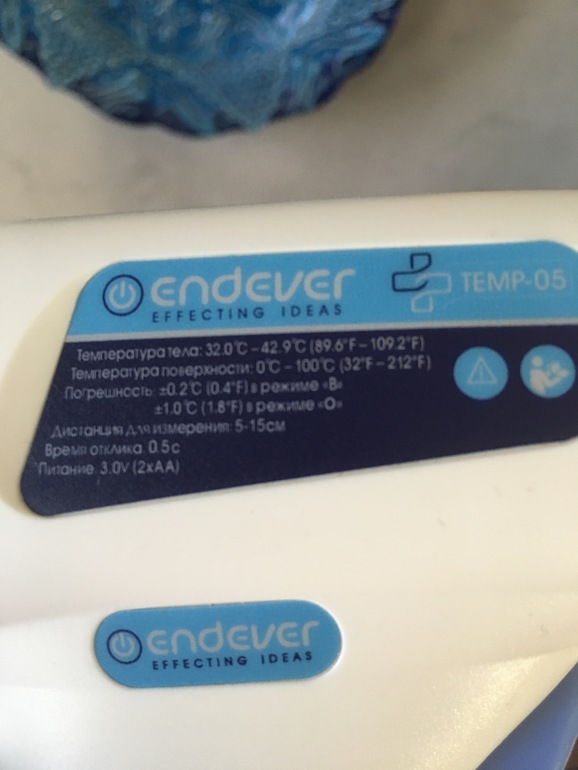 endever
EFFECTING IDEAS
TEMP-05
Температура тела: 32.0°C – 42.9°C (89.6°F – 109.2°F)
Температура поверхности: 0°C – 100°C (32°F – 212°F)
Погрешность: ±0.2°C (0.4°F) в режиме «B»
±1.0°C (1.8°F) в режиме «O»
Дистанция для измерения: 5-15см
Время отклика: 0.5с
Питание: 3.0V (2xAA)
endever
EFFECTING IDEAS